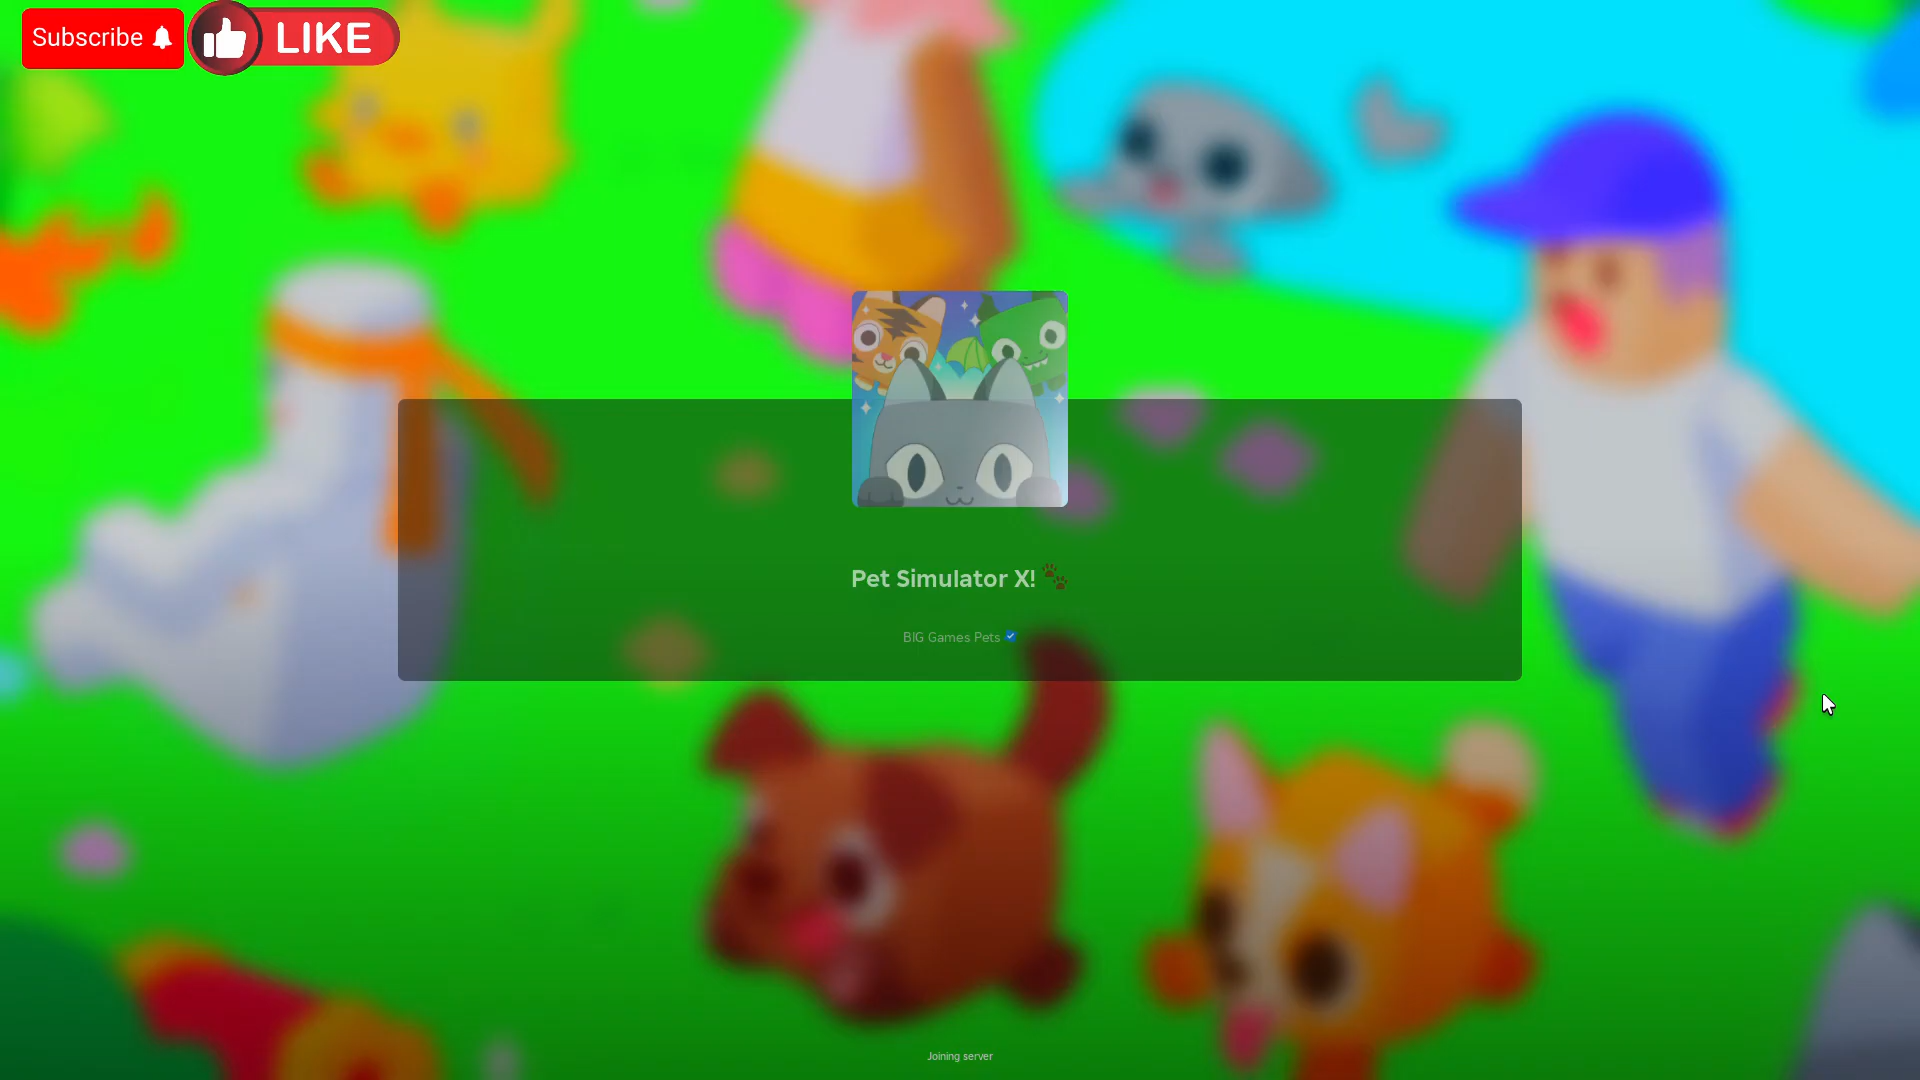 Subscribe
LIKE
Pet Simulator X!
BIG Games Pets
Joining server